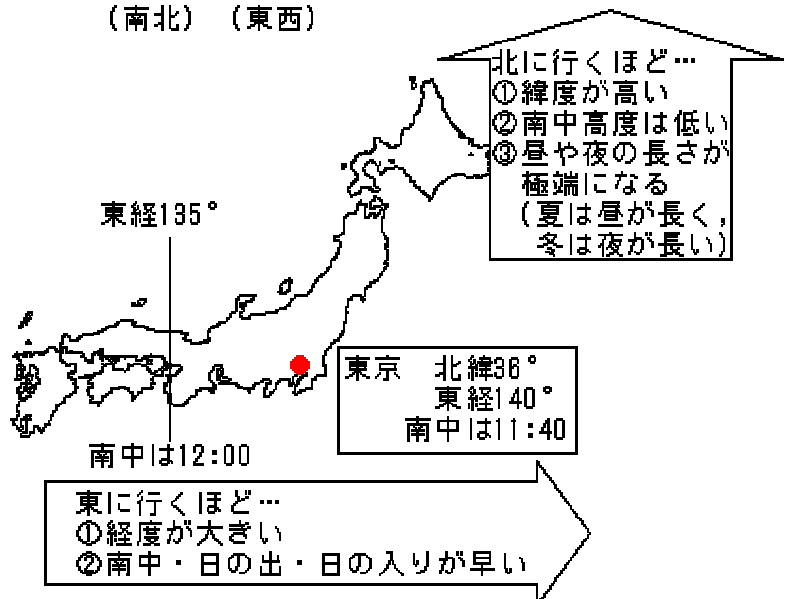 （南北）（東西）
北に行くほど…
①緯度が高い
②南中高度は低い
③昼や夜の長さが
極端になる
（夏は昼が長く，
冬は夜が長い）
東経135°
東京　北緯36°
東経140°
南中は11:40
南中は12:00
東に行くほど…
①経度が大きい
②南中・日の出・日の入りが早い